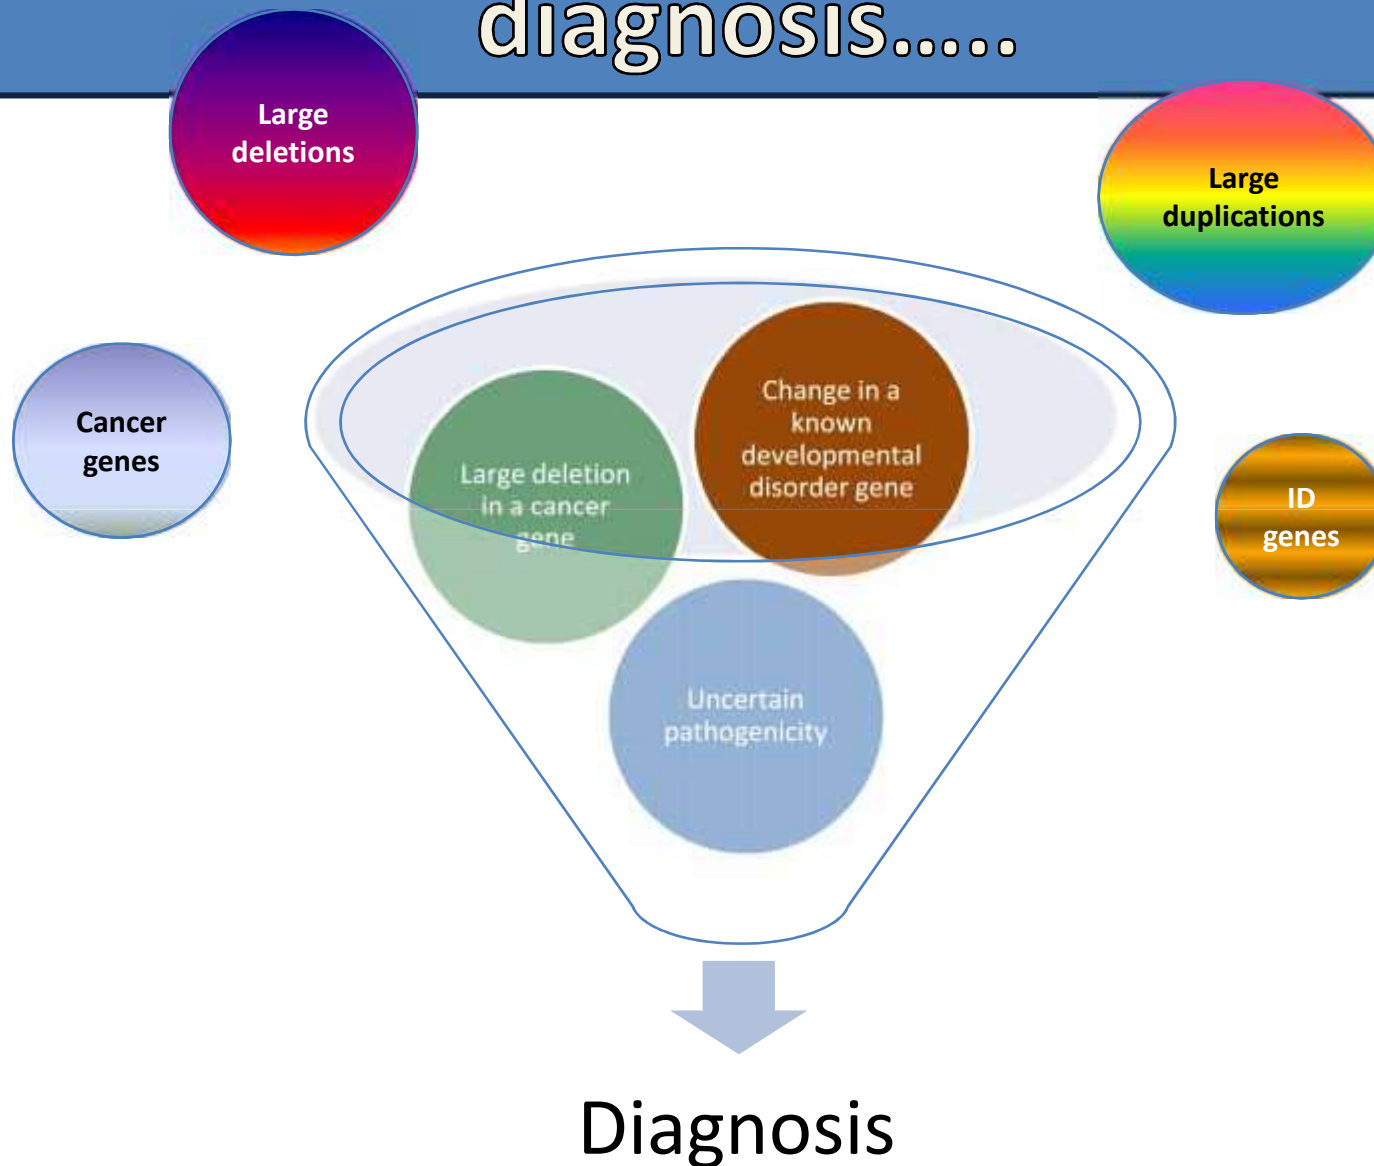 diagnosis.....
Large
deletions
Large
duplications
Cancer
genes
Change in a
known
developmental
disorder gene
Large deletion
in a cancer
gene
ID
genes
Uncertain
pathogenicity
Diagnosis